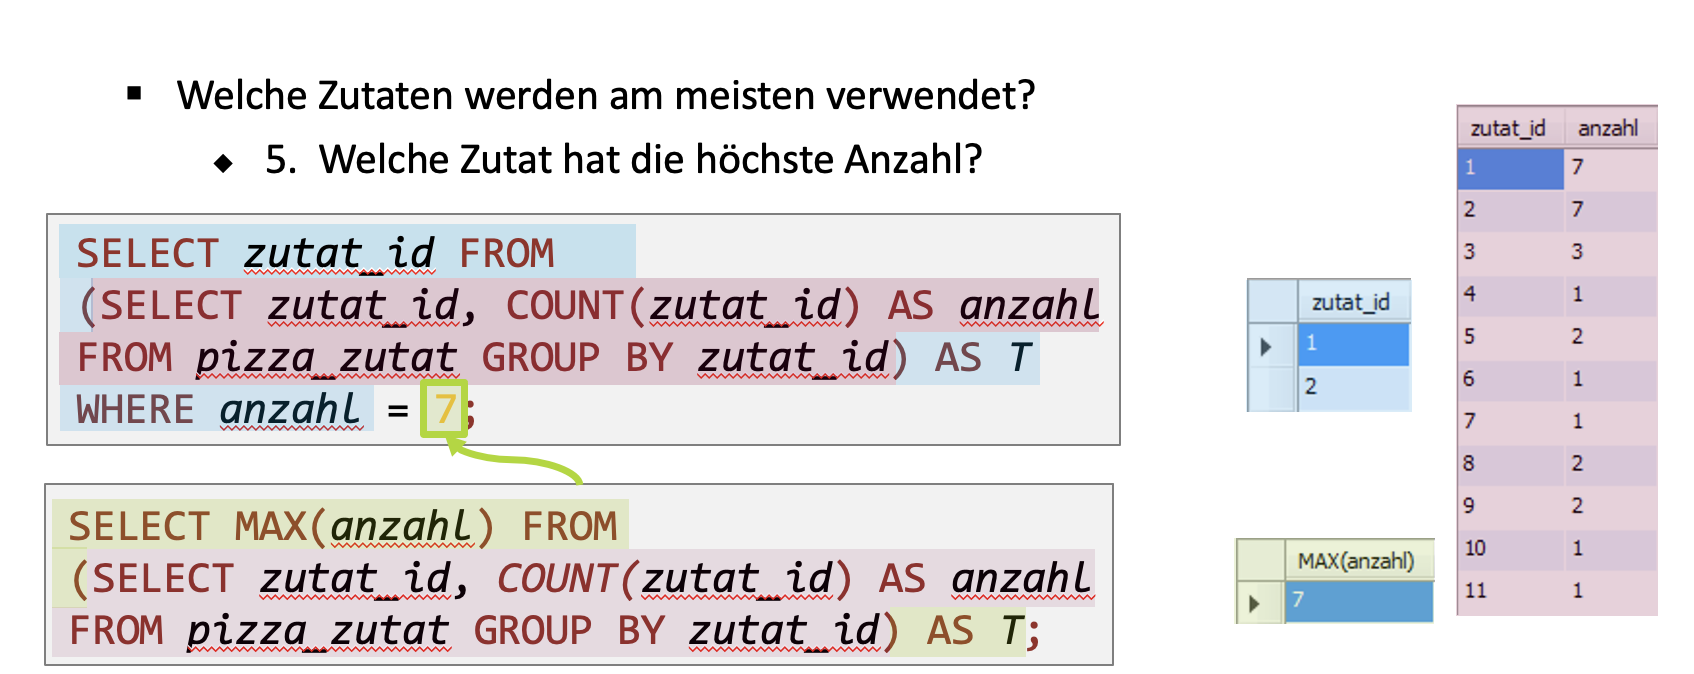 ▪ Welche Zutaten werden am meisten verwendet?
◆ 5. Welche Zutat hat die höchste Anzahl?
SELECT zutat_id FROM
(SELECT zutat_id, COUNT(zutat_id) AS anzahl
FROM pizza_zutat GROUP BY zutat_id) AS T
WHERE anzahl = 7;
SELECT MAX(anzahl) FROM
(SELECT zutat_id, COUNT(zutat_id) AS anzahl
FROM pizza_zutat GROUP BY zutat_id) AS T;
zutat_id
1
2
MAX(anzahl)
7
zutat_id anzahl
1 7
2 7
3 3
4 1
5 2
6 1
7 1
8 2
9 2
10 1
11 1